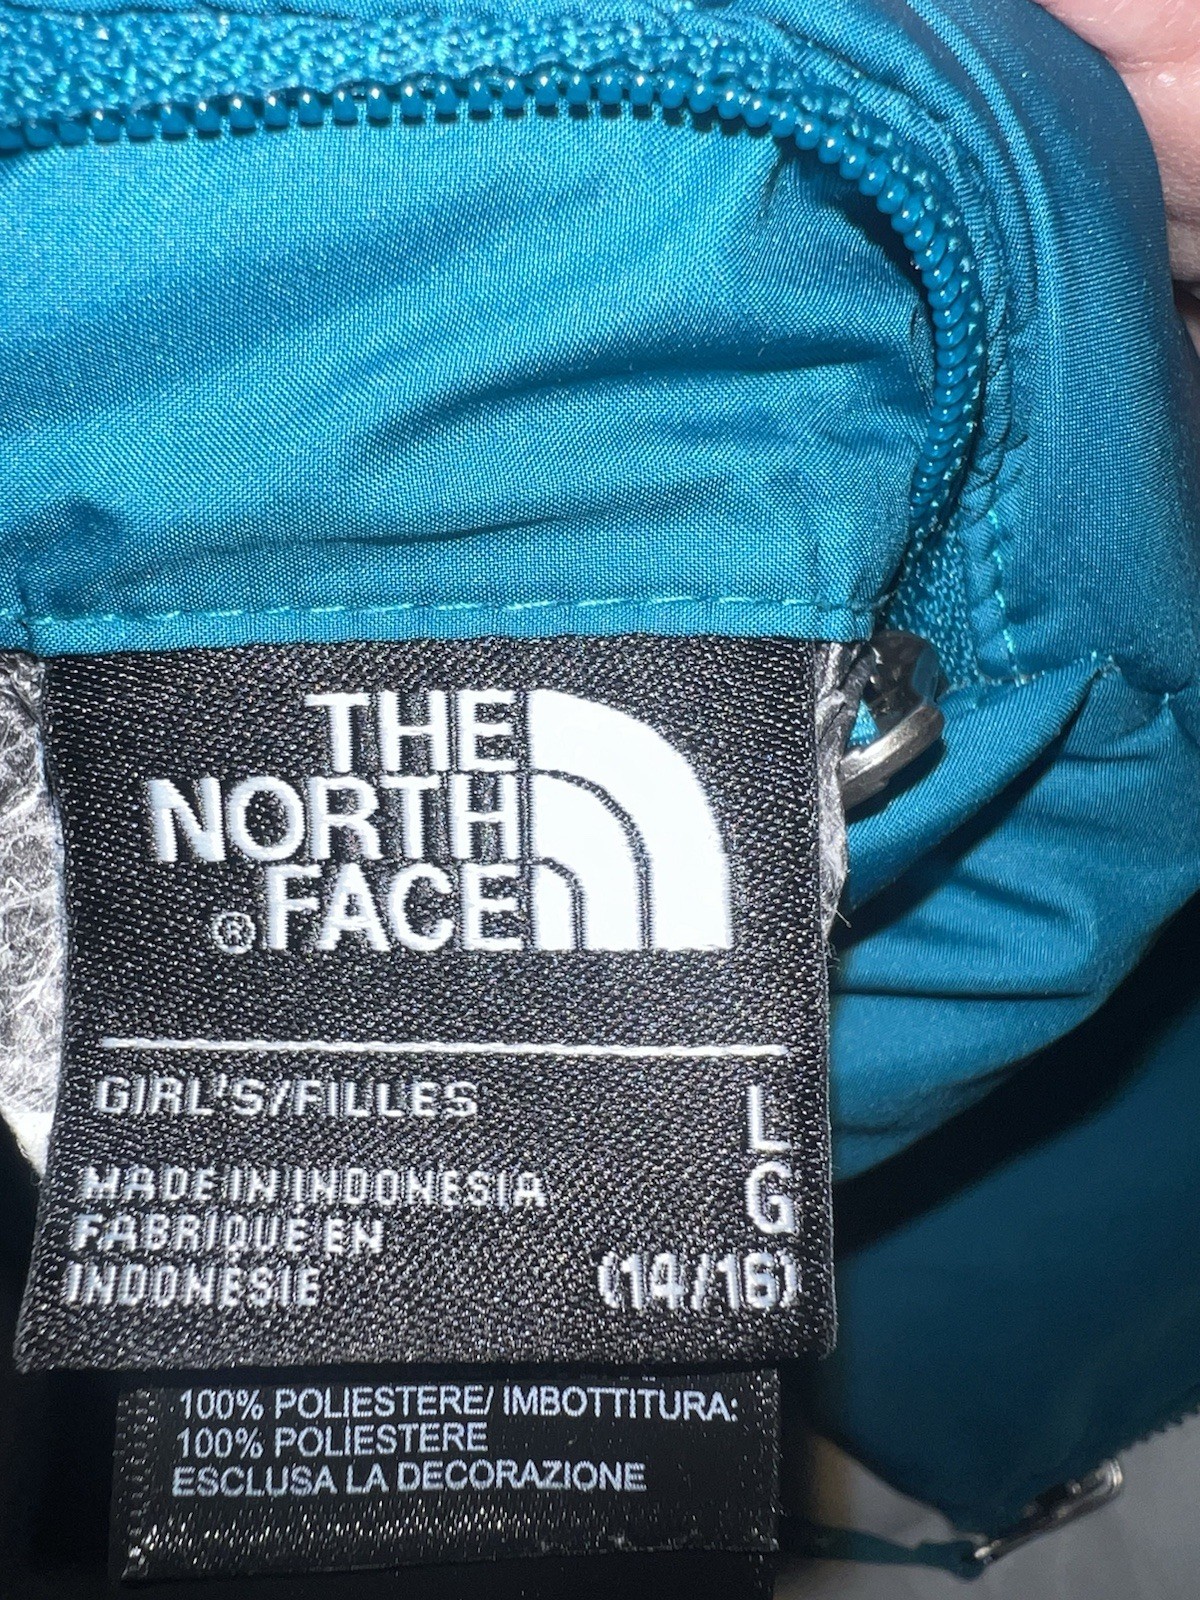 THE
NORTH
®FACE
GIRL'S/FILLES
L
G
(14/16)
MADE IN INDONESIA
FABRIQUÉ EN
INDONESIE
100% POLIESTERE/ IMBOTTITURA:
100% POLIESTERE
ESCLUSA LA DECORAZIONE